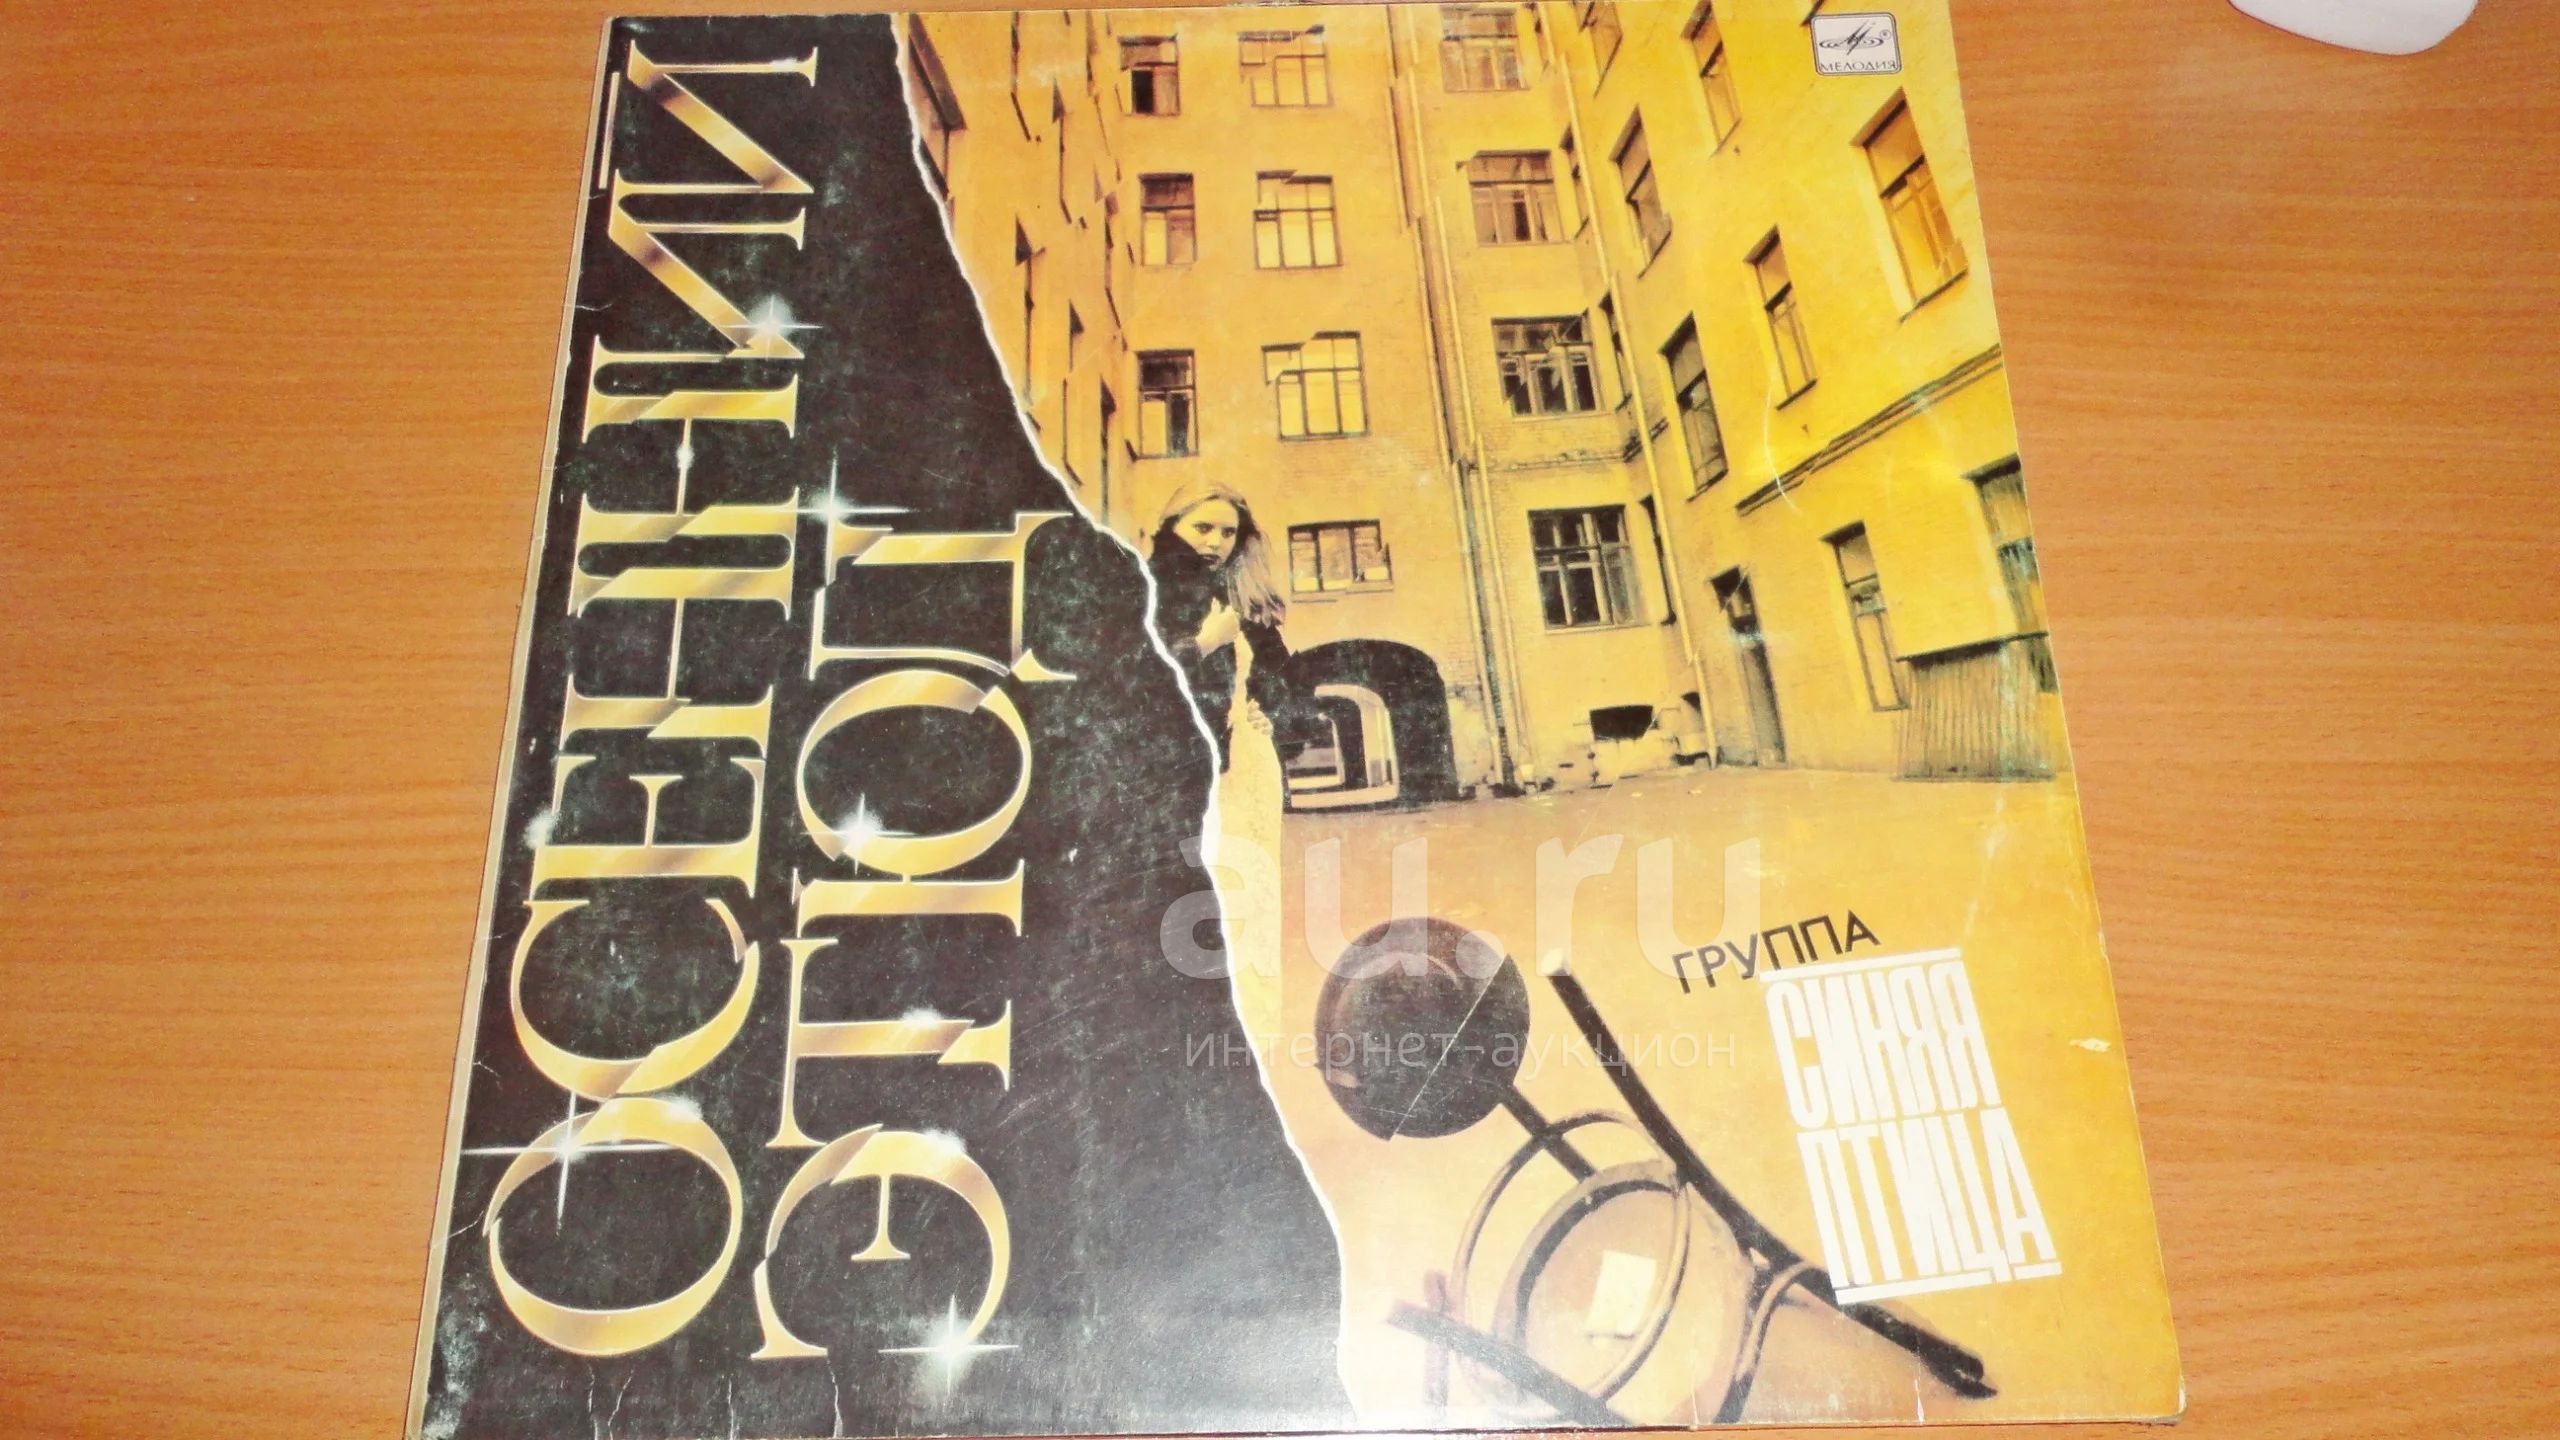 ОСЕННИЙ
ЭТЮД
МЕЛОДИЯ
ГРУППА
СИНЯЯ
ПТИЦА
au.ru
интернет-аукцион